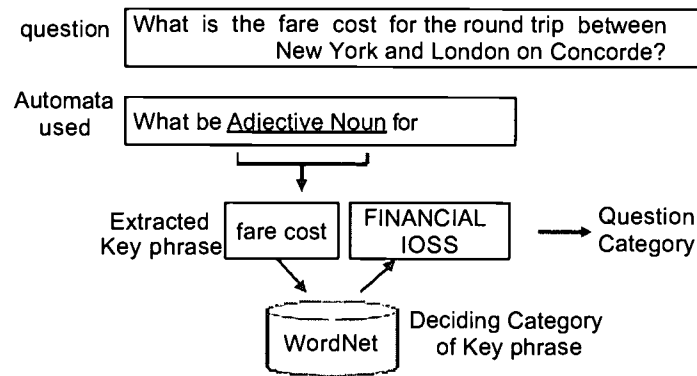 question
What is the fare cost for the round trip between
New York and London on Concorde?
Automata
used
What be Adjective Noun for
Extracted
Key phrase
fare cost
FINANCIAL
IOSS
Question
Category
WordNet
Deciding Category
of Key phrase